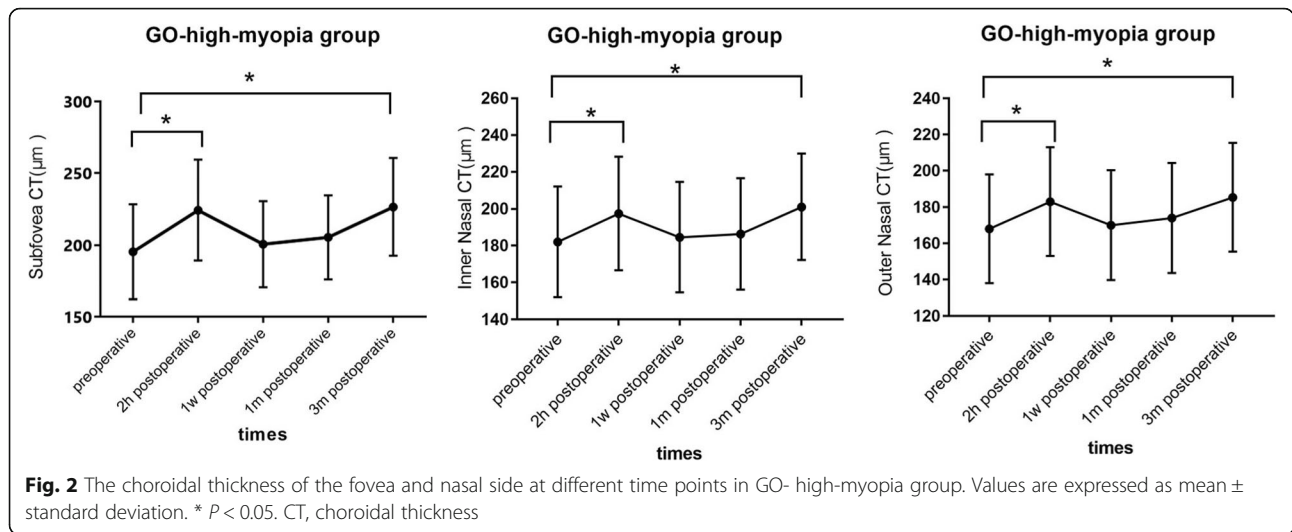 GO-high-myopia group
*
*
Subfovea CT(μm )
300
250
200
150
preoperative
2h postoperative
1w postoperative
1m postoperative
3m postoperative
times
GO-high-myopia group
*
*
Inner Nasal CT(μm )
260
240
220
200
180
160
140
preoperative
2h postoperative
1w postoperative
1m postoperative
3m postoperative
times
GO-high-myopia group
*
*
Outer Nasal CT(μm )
240
220
200
180
160
140
120
preoperative
2h postoperative
1w postoperative
1m postoperative
3m postoperative
times
Fig. 2 The choroidal thickness of the fovea and nasal side at different time points in GO- high-myopia group. Values are expressed as mean ±
standard deviation. * P < 0.05. CT, choroidal thickness